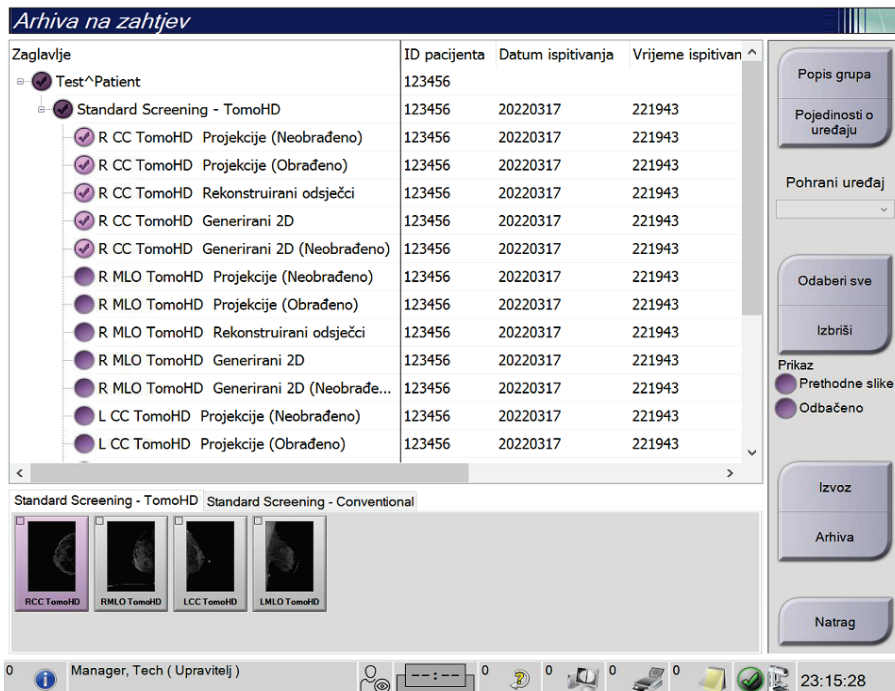 Arhiva na zahtjev
Zaglavlje ID pacijenta Datum ispitivanja Vrijeme ispitivan
Test^Patient 123456
Standard Screening - TomoHD 123456 20220317 221943
R CC TomoHD Projekcije (Neobrađeno) 123456 20220317 221943
R CC TomoHD Projekcije (Obrađeno) 123456 20220317 221943
R CC TomoHD Rekonstruirani odsječci 123456 20220317 221943
R CC TomoHD Generirani 2D 123456 20220317 221943
R CC TomoHD Generirani 2D (Neobrađeno) 123456 20220317 221943
R MLO TomoHD Projekcije (Neobrađeno) 123456 20220317 221943
R MLO TomoHD Projekcije (Obrađeno) 123456 20220317 221943
R MLO TomoHD Rekonstruirani odsječci 123456 20220317 221943
R MLO TomoHD Generirani 2D 123456 20220317 221943
R MLO TomoHD Generirani 2D (Neobrađe... 123456 20220317 221943
L CC TomoHD Projekcije (Neobrađeno) 123456 20220317 221943
L CC TomoHD Projekcije (Obrađeno) 123456 20220317 221943
Standard Screening - TomoHD Standard Screening - Conventional
RCC TomoHD RMLO TomoHD LCC TomoHD LMLO TomoHD
Popis grupa
Pojedinosti o
uređaju
Pohrani uređaj
Odaberi sve
Izbriši
Prikaz
Prethodne slike
Odbačeno
Izvoz
Arhiva
Natrag
0 Manager, Tech ( Upravitelj ) --:-- 0 0 0 0 23:15:28